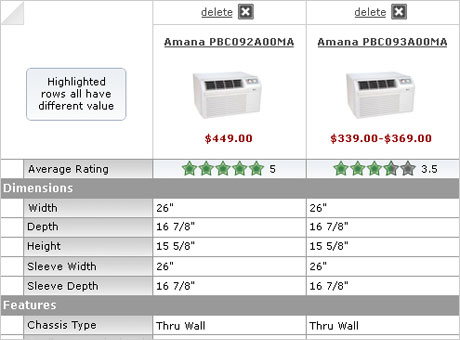 delete delete
Amana PBC092A00MA Amana PBC093A00MA
Highlighted
rows all have
different value
$449.00 $339.00-$369.00
Average Rating 5 3.5
Dimensions
Width 26" 26"
Depth 16 7/8" 16 7/8"
Height 15 5/8" 15 5/8"
Sleeve Width 26" 26"
Sleeve Depth 16 7/8" 16 7/8"
Features
Chassis Type Thru Wall Thru Wall